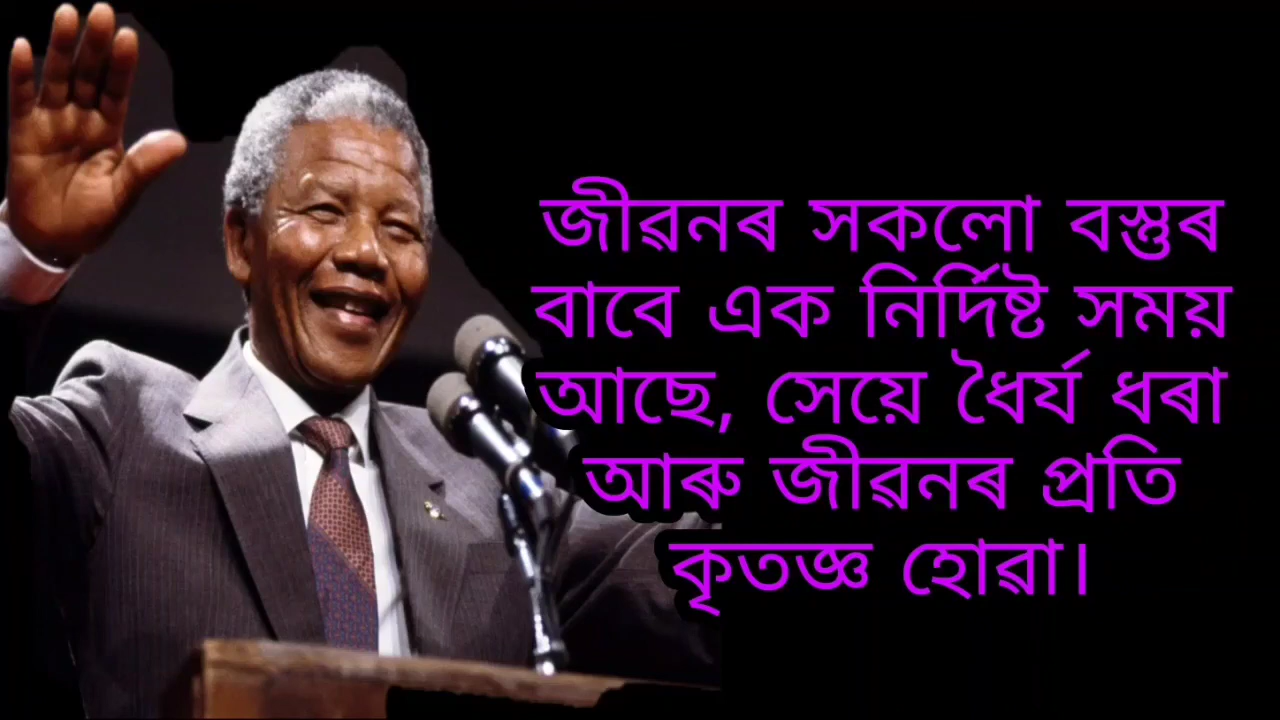 জীৱনৰ সকলো বস্তুৰ
বাবে এক নিৰ্দিষ্ট সময়
আছে, সেয়ে ধৈৰ্য ধৰা
আৰু জীৱনৰ প্ৰতি
কৃতজ্ঞ হোৱা।